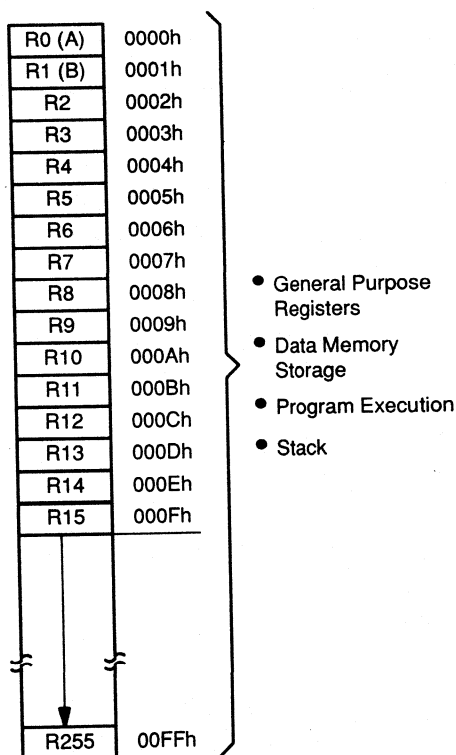 R0 (A) 0000h
R1 (B) 0001h
R2 0002h
R3 0003h
R4 0004h
R5 0005h
R6 0006h
R7 0007h
R8 0008h
R9 0009h
R10 000Ah
R11 000Bh
R12 000Ch
R13 000Dh
R14 000Eh
R15 000Fh
R255 00FFh
• General Purpose
Registers
• Data Memory
Storage
• Program Execution
• Stack